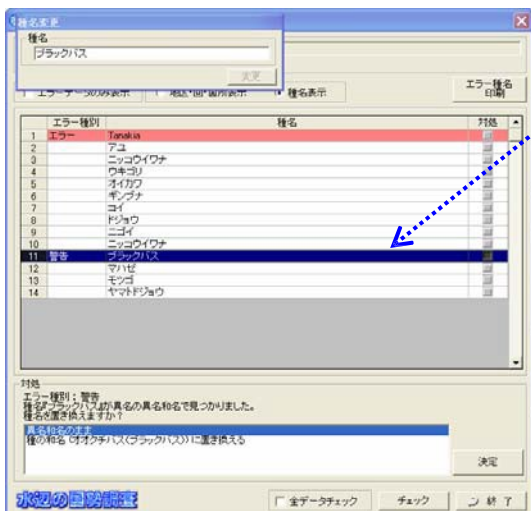 種名変更
種名
ブラックバス
変更
エラーデータのみ表示 地区・回・箇所表示 種名表示
エラー種名
印刷
エラー種別 種名 対処
1 エラー Tanakia
2 アユ
3 ニッコウイワナ
4 ウキゴリ
5 オイカワ
6 ギンブナ
7 コイ
8 ドジョウ
9 ニゴイ
10 ニッコウイワナ
11 警告 ブラックバス
12 マハゼ
13 モツゴ
14 ヤマトドジョウ
対処
エラー種別：警告
種名『ブラックバス』が異名の異名和名で見つかりました。
種名を置き換えますか？
異名和名のまま
種の和名（オオクチバス(ブラックバス)）に置き換える
決定
水辺の国勢調査
全データチェック チェック 終 了